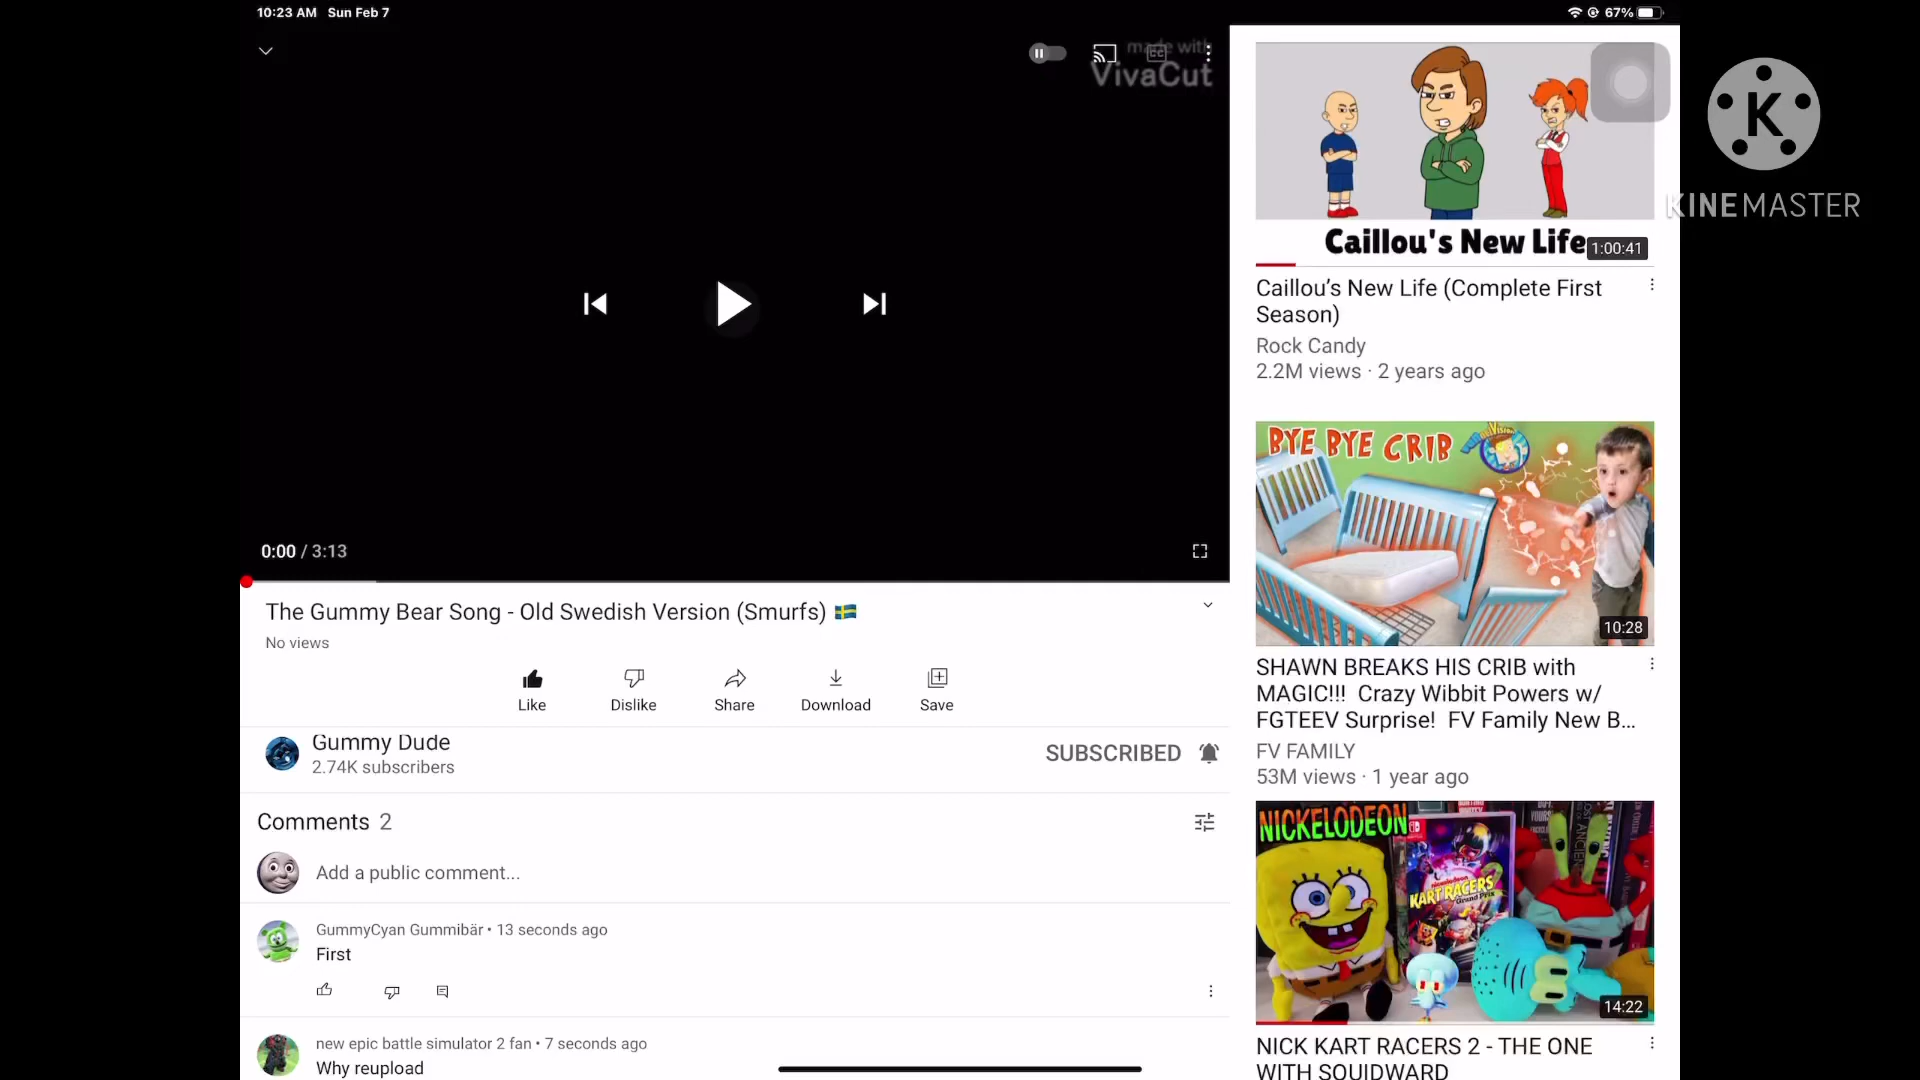 10:23 AM Sun Feb 7
67%
made with
VivaCut
CC
0:00 / 3:13
The Gummy Bear Song - Old Swedish Version (Smurfs) 🇸🇪
No views
Like
Dislike
Share
Download
Save
Gummy Dude
2.74K subscribers
SUBSCRIBED
Comments 2
Add a public comment...
GummyCyan Gummibär • 13 seconds ago
First
new epic battle simulator 2 fan • 7 seconds ago
Why reupload
Caillou's New Life
1:00:41
Caillou’s New Life (Complete First
Season)
Rock Candy
2.2M views · 2 years ago
BYE BYE CRIB
10:28
SHAWN BREAKS HIS CRIB with
MAGIC!!! Crazy Wibbit Powers w/
FGTEEV Surprise! FV Family New B...
FV FAMILY
53M views · 1 year ago
NICKELODEON
KART RACERS 2
Grand Prix
14:22
NICK KART RACERS 2 - THE ONE
WITH SQUIDWARD
K
KINEMASTER